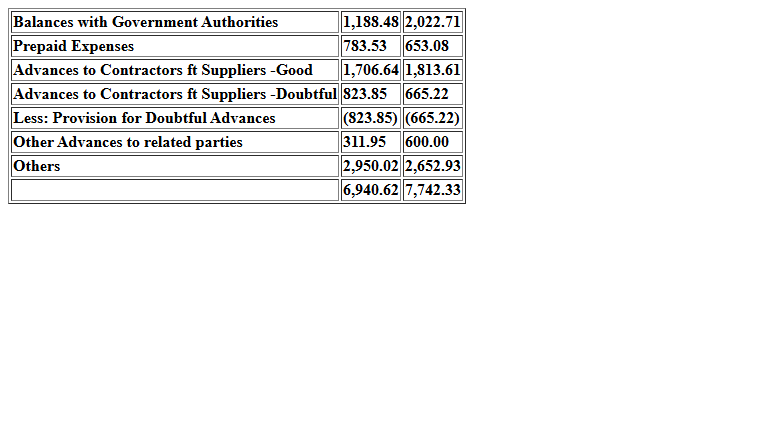 Balances with Government Authorities 1,188.48 2,022.71
Prepaid Expenses 783.53 653.08
Advances to Contractors ft Suppliers -Good 1,706.64 1,813.61
Advances to Contractors ft Suppliers -Doubtful 823.85 665.22
Less: Provision for Doubtful Advances (823.85) (665.22)
Other Advances to related parties 311.95 600.00
Others 2,950.02 2,652.93
6,940.62 7,742.33